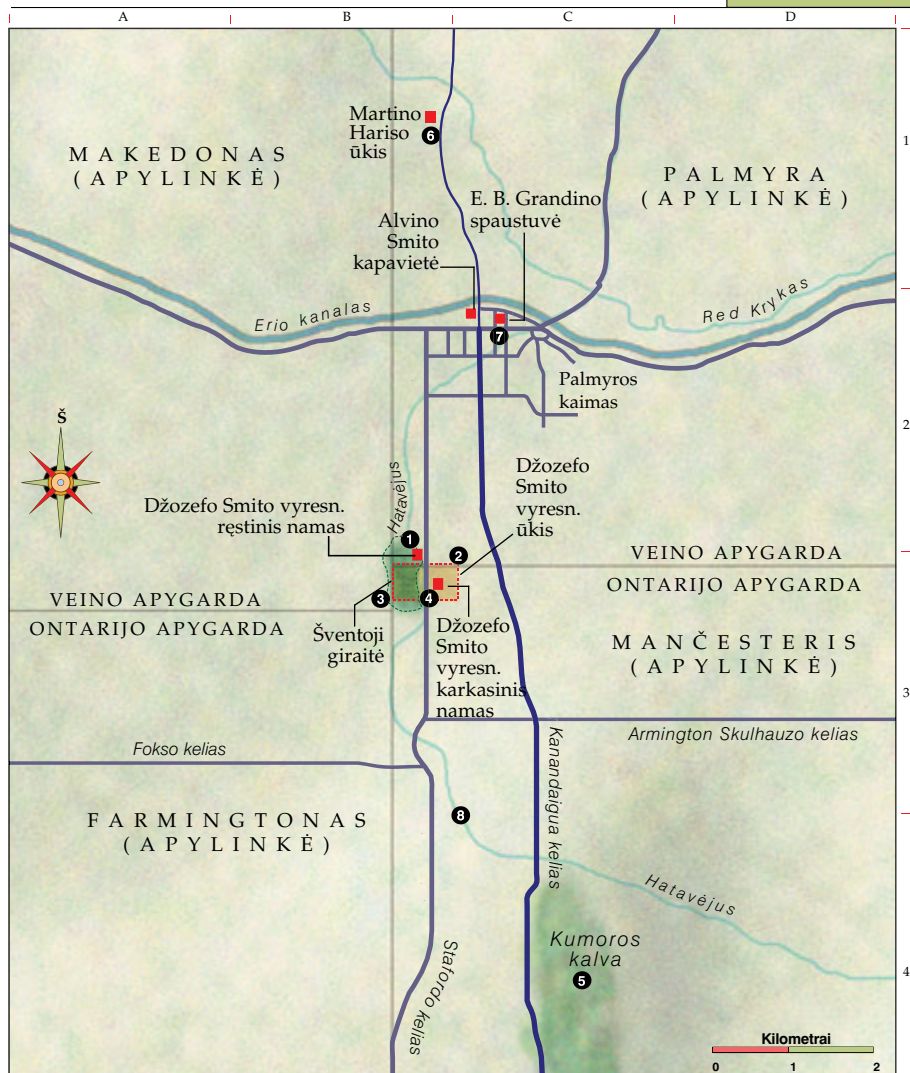 A B C D
1
2
3
4
Martino
Hariso
ūkis
6
MAKEDONAS
(APYLINKĖ)
PALMYRA
(APYLINKĖ)
E. B. Grandino
spaustuvė
Alvino
Smito
kapavietė
Erio kanalas
Red Krykas
7
Palmyros
kaimas
Š
Hatavėjus
Džozefo Smito vyresn.
ręstinis namas
Džozefo
Smito
vyresn.
ūkis
1
2
3
4
VEINO APYGARDA
ONTARIJO APYGARDA
VEINO APYGARDA
ONTARIJO APYGARDA
Šventoji
giraitė
Džozefo
Smito
vyresn.
karkasinis
namas
MANČESTERIS
(APYLINKĖ)
Fokso kelias
Armington Skulhauzo kelias
Kanandaigua kelias
FARMINGTONAS
(APYLINKĖ)
8
Hatavėjus
Stafordo kelias
Kumoros
kalva
5
Kilometrai
0 1 2